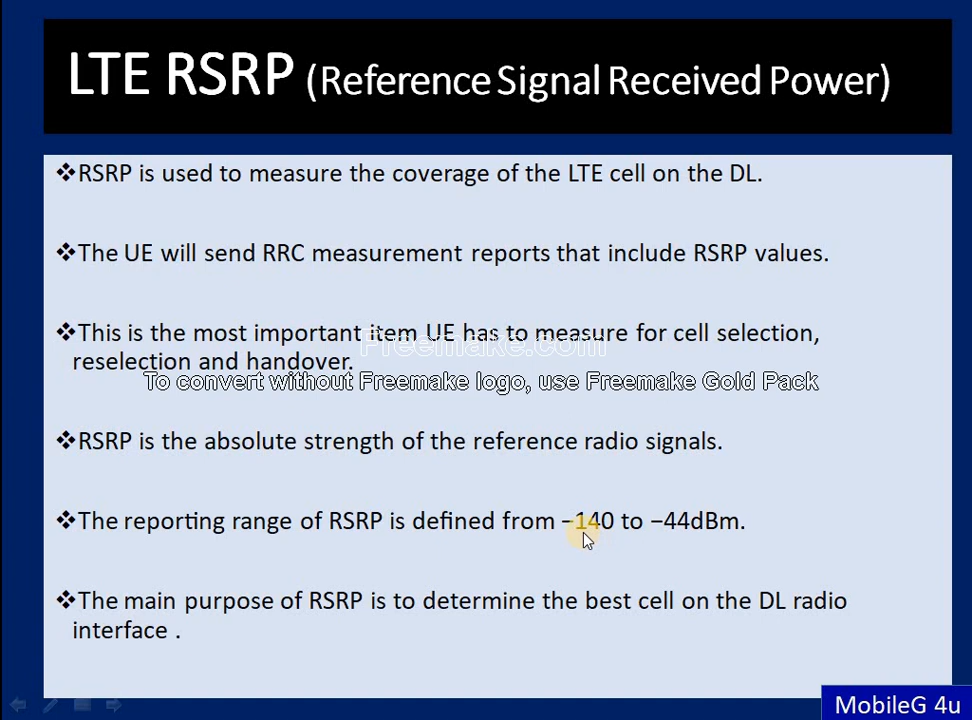 LTE RSRP (Reference Signal Received Power)
❖RSRP is used to measure the coverage of the LTE cell on the DL.
❖The UE will send RRC measurement reports that include RSRP values.
❖This is the most important item UE has to measure for cell selection,
Freemake.com
reselection and handover.
To convert without Freemake logo, use Freemake Gold Pack
❖RSRP is the absolute strength of the reference radio signals.
❖The reporting range of RSRP is defined from −140 to −44dBm.
❖The main purpose of RSRP is to determine the best cell on the DL radio
interface .
MobileG 4u